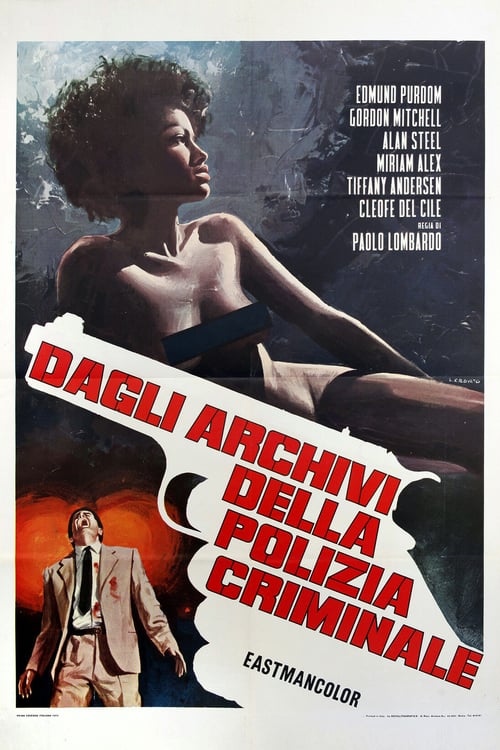 EDMUND PURDOM
GORDON MITCHELL
ALAN STEEL
MIRIAM ALEX
TIFFANY ANDERSEN
CLEOFE DEL CILE
REGIA DI
PAOLO LOMBARDO
DAGLI ARCHIVI
DELLA
POLIZIA
CRIMINALE
EASTMANCOLOR